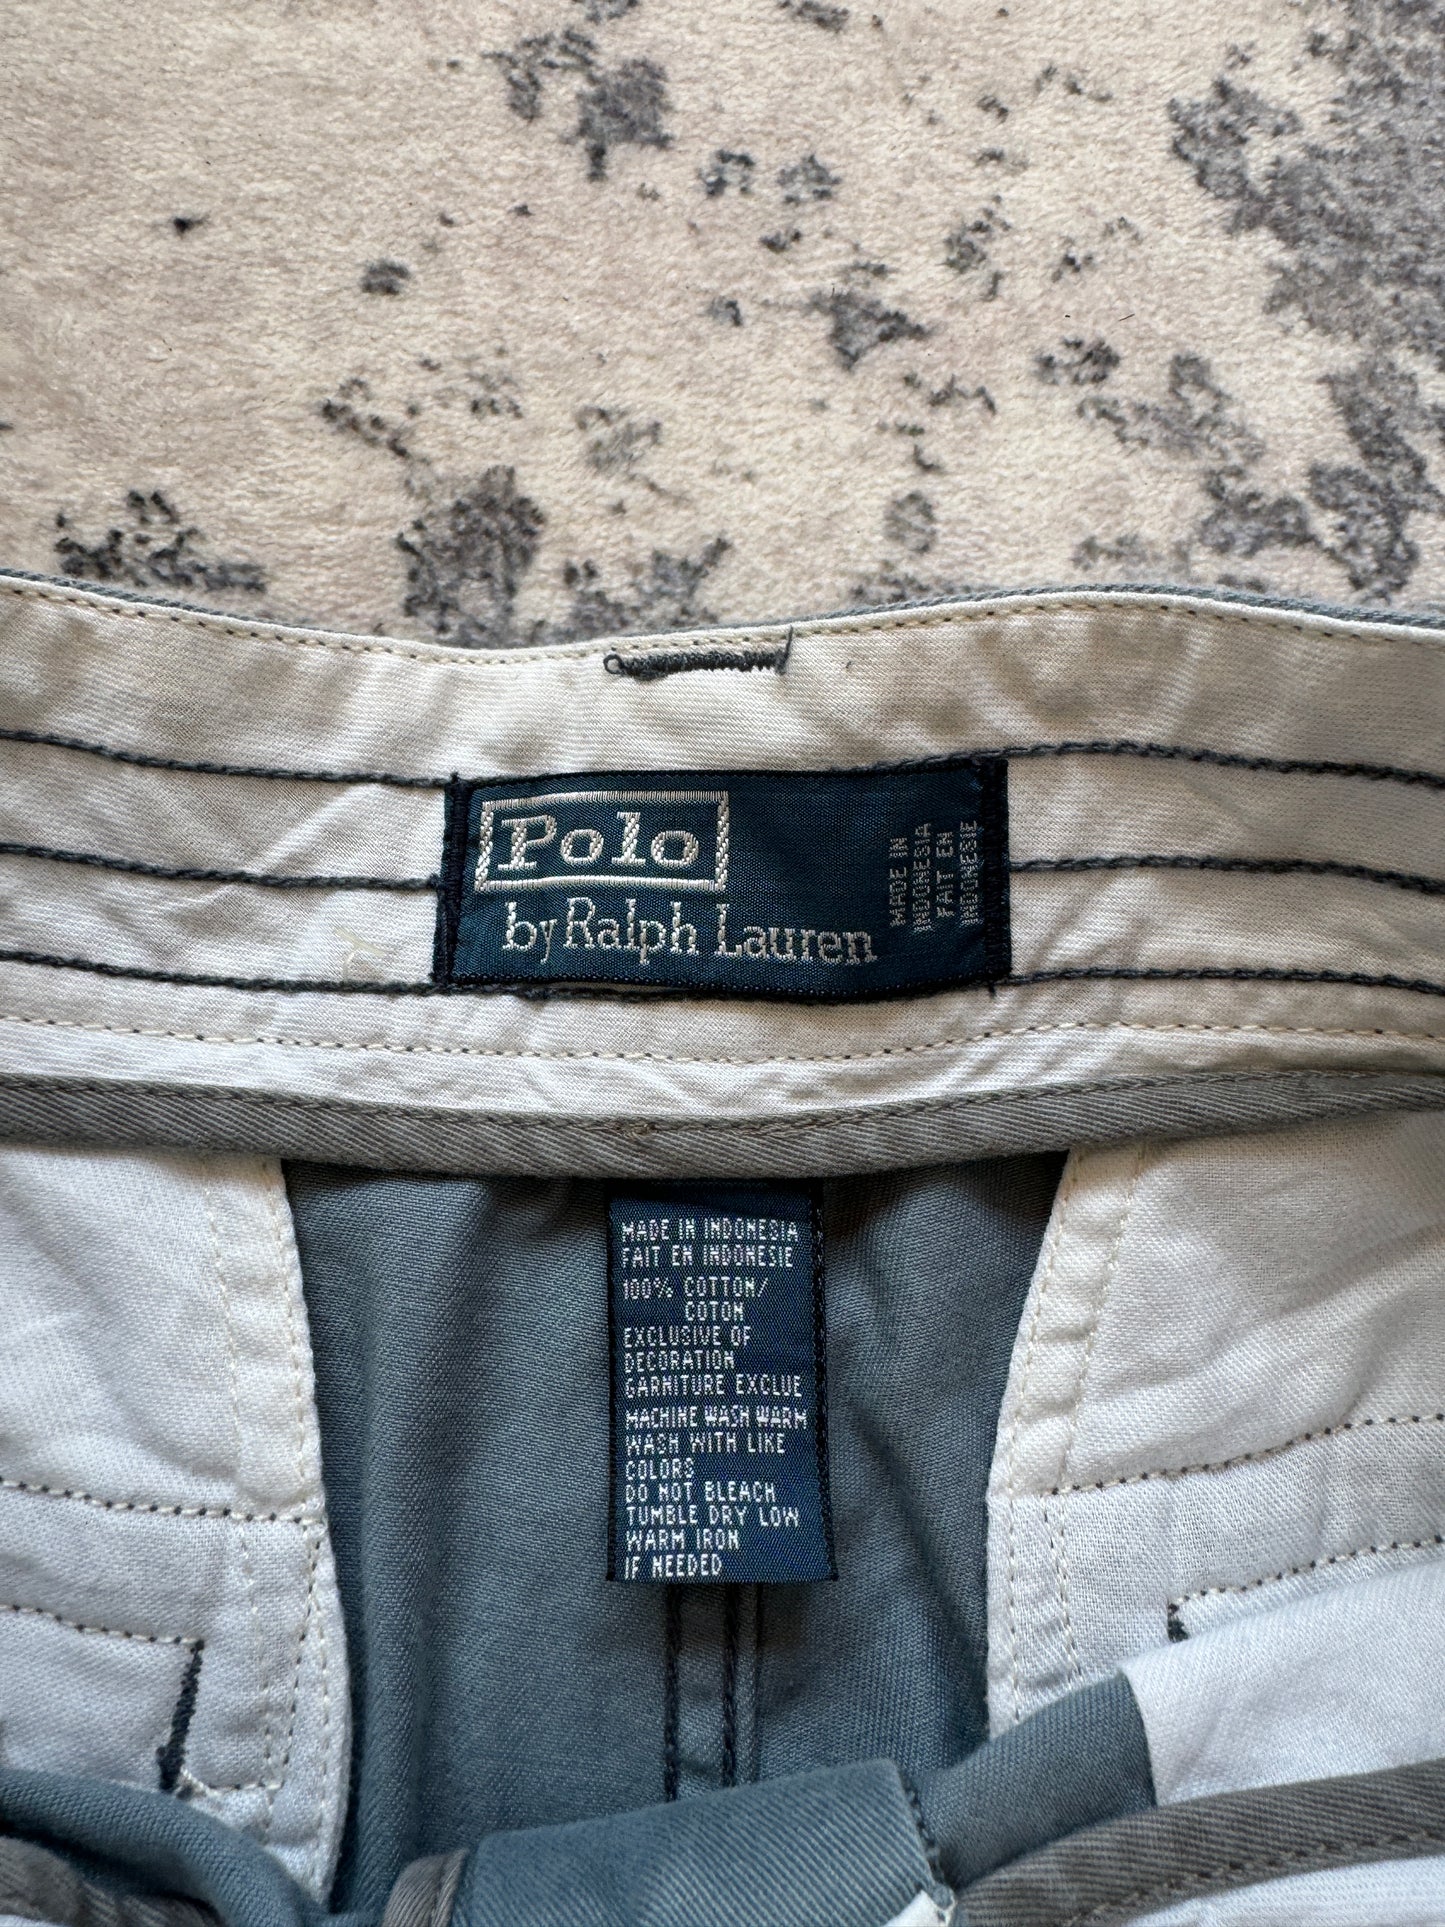 Polo
by Ralph Lauren
MADE IN
INDONESIA
FAIT EN
INDONESIE
MADE IN INDONESIA
FAIT EN INDONESIE
100% COTTON/
COTON
EXCLUSIVE OF
DECORATION
GARNITURE EXCLUE
MACHINE WASH WARM
WASH WITH LIKE
COLORS
DO NOT BLEACH
TUMBLE DRY LOW
WARM IRON
IF NEEDED